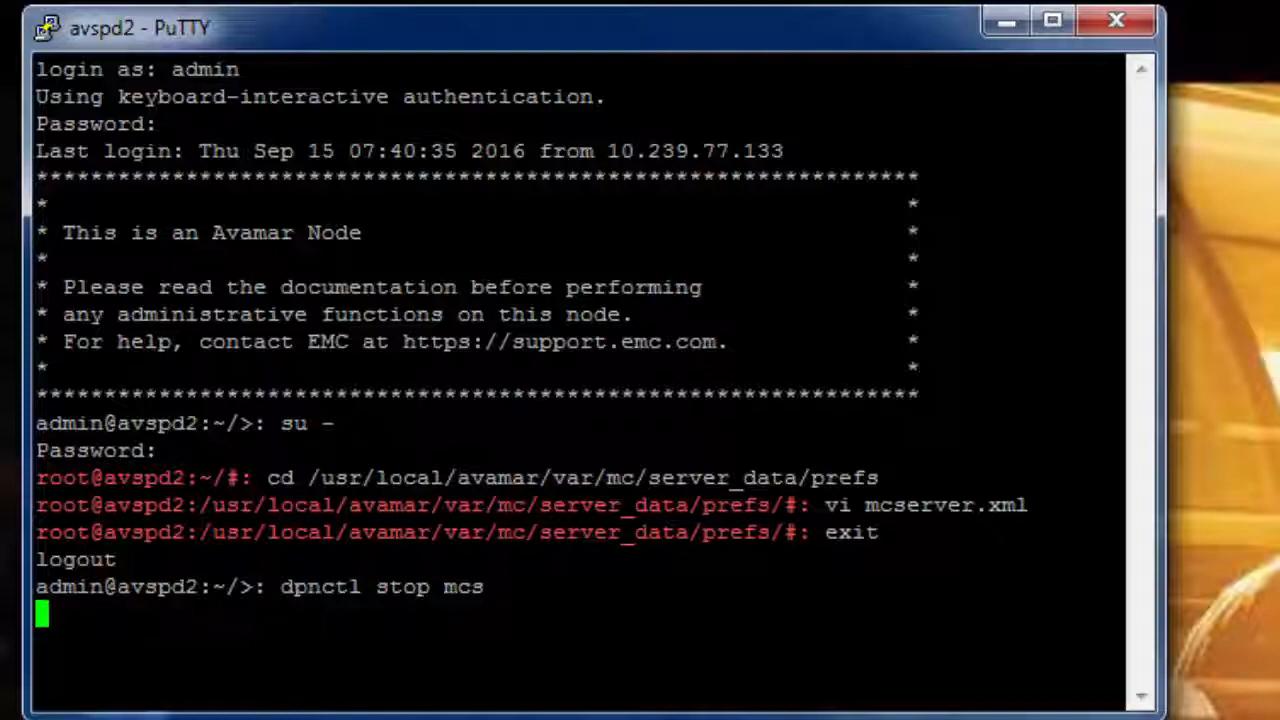 avspd2 - PuTTY
login as: admin
Using keyboard-interactive authentication.
Password:
Last login: Thu Sep 15 07:40:35 2016 from 10.239.77.133
*****************************************************************
*                                                               *
* This is an Avamar Node                                        *
*                                                               *
* Please read the documentation before performing               *
* any administrative functions on this node.                    *
* For help, contact EMC at https://support.emc.com.             *
*                                                               *
*****************************************************************
admin@avspd2:~/>: su -
Password:
root@avspd2:~/#: cd /usr/local/avamar/var/mc/server_data/prefs
root@avspd2:/usr/local/avamar/var/mc/server_data/prefs/#: vi mcserver.xml
root@avspd2:/usr/local/avamar/var/mc/server_data/prefs/#: exit
logout
admin@avspd2:~/>: dpnctl stop mcs